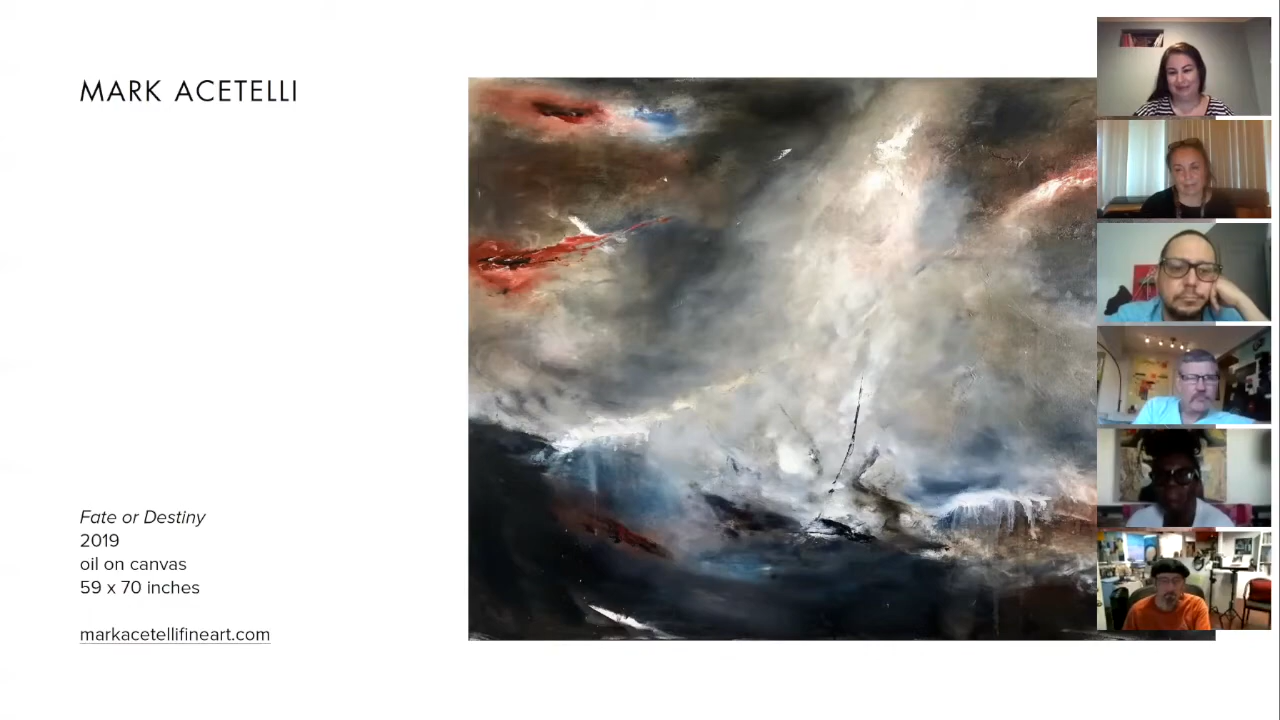 MARK ACETELLI
Fate or Destiny
2019
oil on canvas
59 x 70 inches
markacetellifineart.com